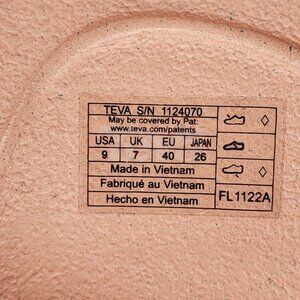 TEVA S/N 1124070
May be covered by Pat:
www.teva.com/patents
USA UK EU JAPAN
9 7 40 26
Made in Vietnam
Fabriqué au Vietnam
Hecho en Vietnam
FL1122A